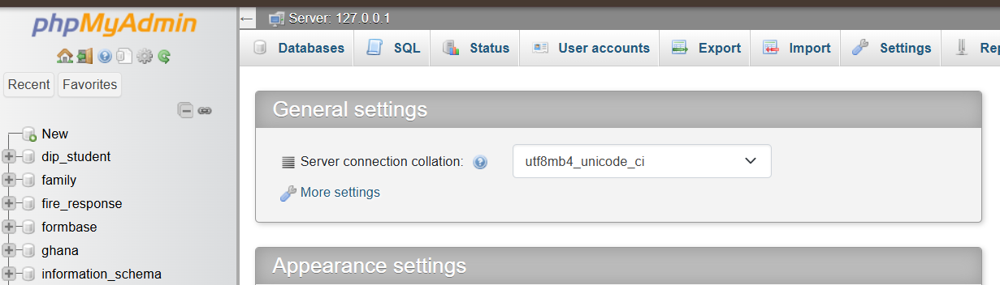 phpMyAdmin
Recent Favorites
New
dip_student
family
fire_response
formbase
ghana
information_schema
Server: 127.0.0.1
Databases SQL Status User accounts Export Import Settings
General settings
Server connection collation: utf8mb4_unicode_ci
More settings
Appearance settings